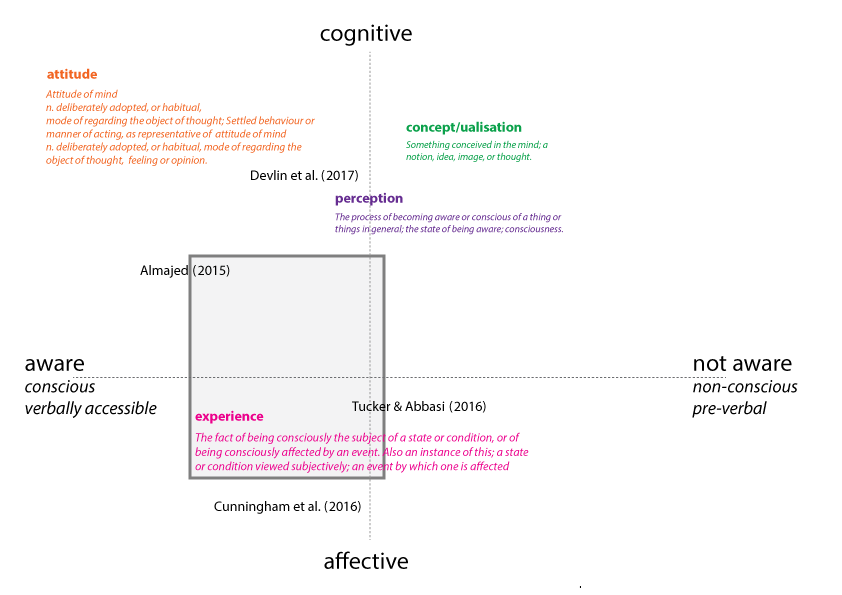 cognitive
attitude
Attitude of mind
n. deliberately adopted, or habitual,
mode of regarding the object of thought; Settled behaviour or
manner of acting, as representative of attitude of mind
n. deliberately adopted, or habitual, mode of regarding the
object of thought, feeling or opinion.
concept/ualisation
Something conceived in the mind; a
notion, idea, image, or thought.
Devlin et al. (2017)
perception
The process of becoming aware or conscious of a thing or
things in general; the state of being aware; consciousness.
Almajed (2015)
aware
conscious
verbally accessible
not aware
non-conscious
pre-verbal
Tucker & Abbasi (2016)
experience
The fact of being consciously the subject of a state or condition, or of
being consciously affected by an event. Also an instance of this; a state
or condition viewed subjectively; an event by which one is affected
Cunningham et al. (2016)
affective